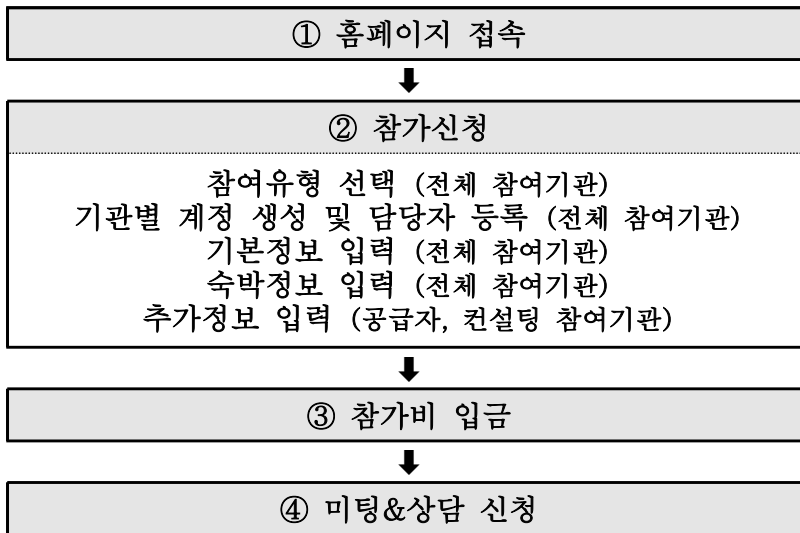 ① 홈페이지 접속
② 참가신청
참여유형 선택 (전체 참여기관)
기관별 계정 생성 및 담당자 등록 (전체 참여기관)
기본정보 입력 (전체 참여기관)
숙박정보 입력 (전체 참여기관)
추가정보 입력 (공급자, 컨설팅 참여기관)
③ 참가비 입금
④ 미팅&상담 신청